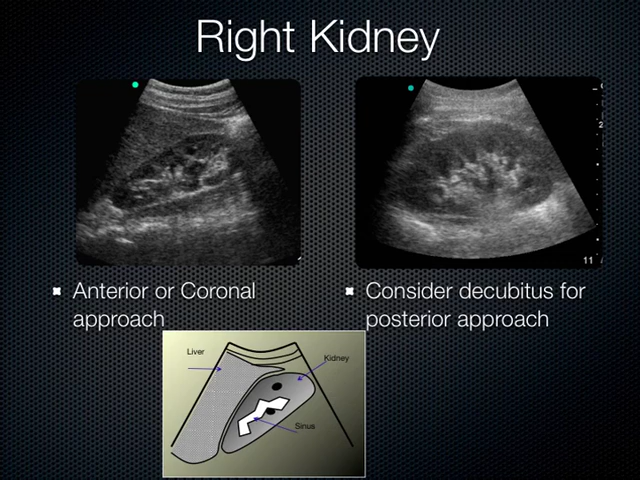 Right Kidney
Anterior or Coronal
approach
Consider decubitus for
posterior approach
11
Liver
Kidney
Sinus